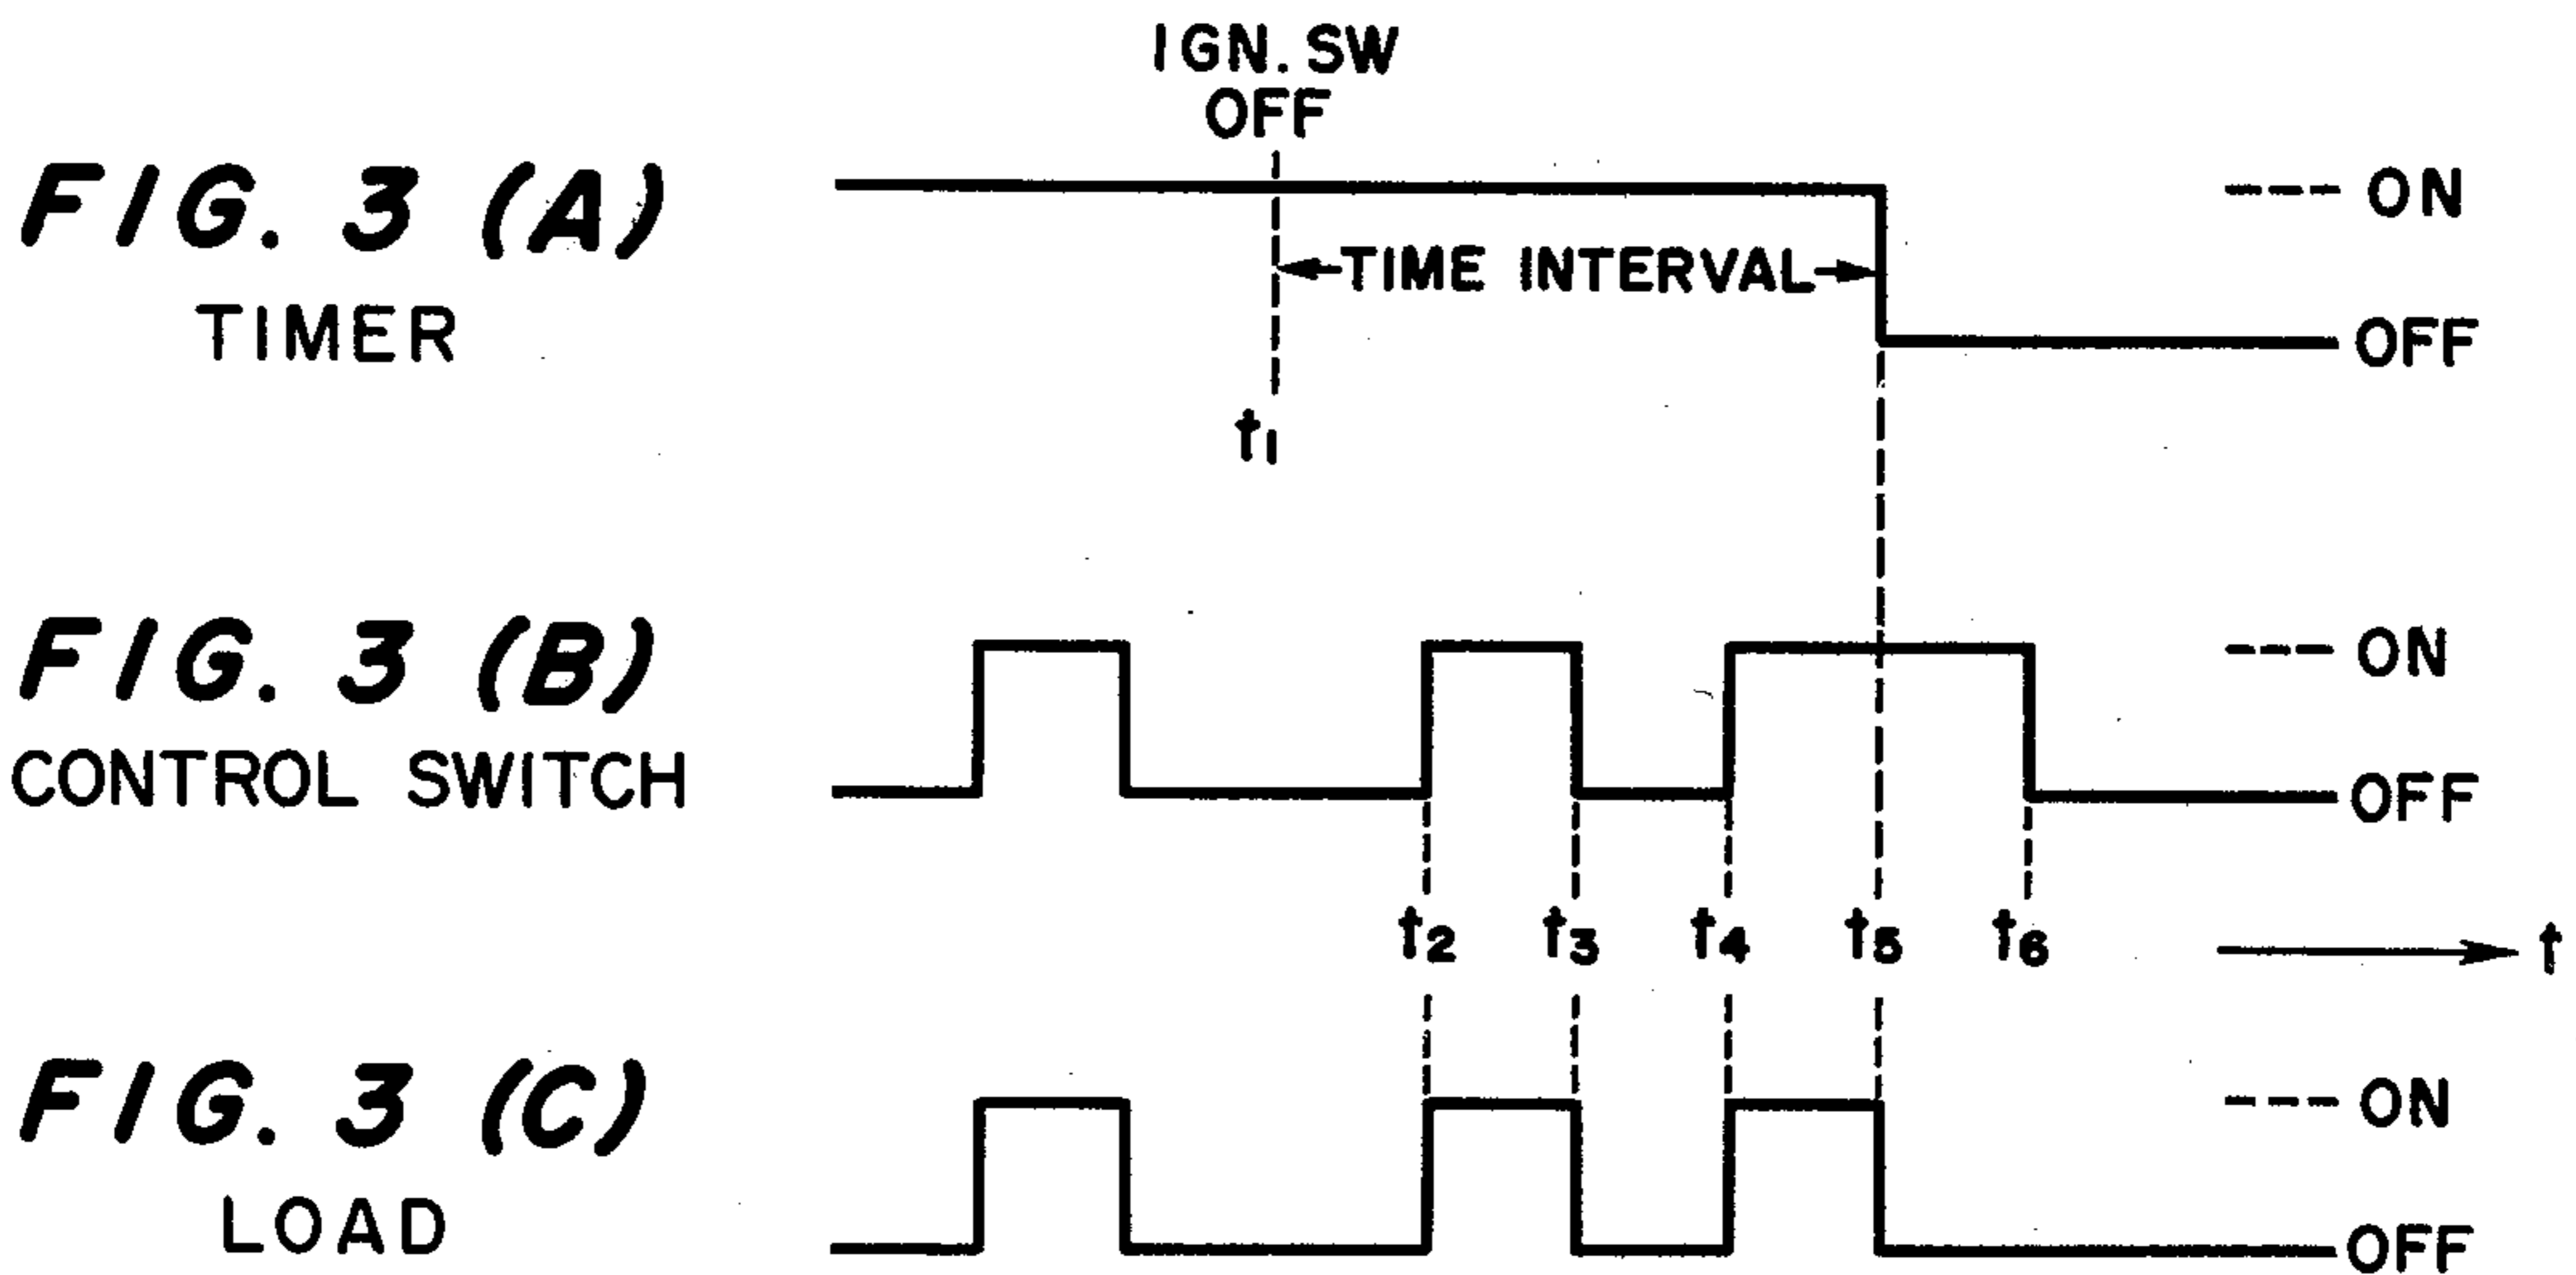 IGN. SW
OFF
FIG. 3 (A)
TIMER
ON
TIME INTERVAL
OFF
t1
FIG. 3 (B)
CONTROL SWITCH
ON
OFF
t2 t3 t4 t5 t6
t
FIG. 3 (C)
LOAD
ON
OFF